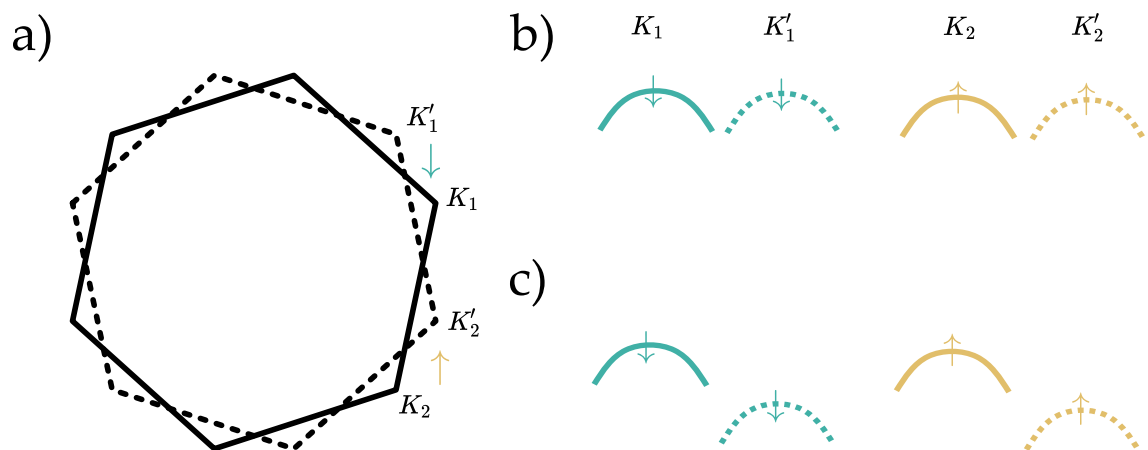 a)
K′₁
K₁
K′₂
K₂
b)
K₁ K′₁ K₂ K′₂
c)